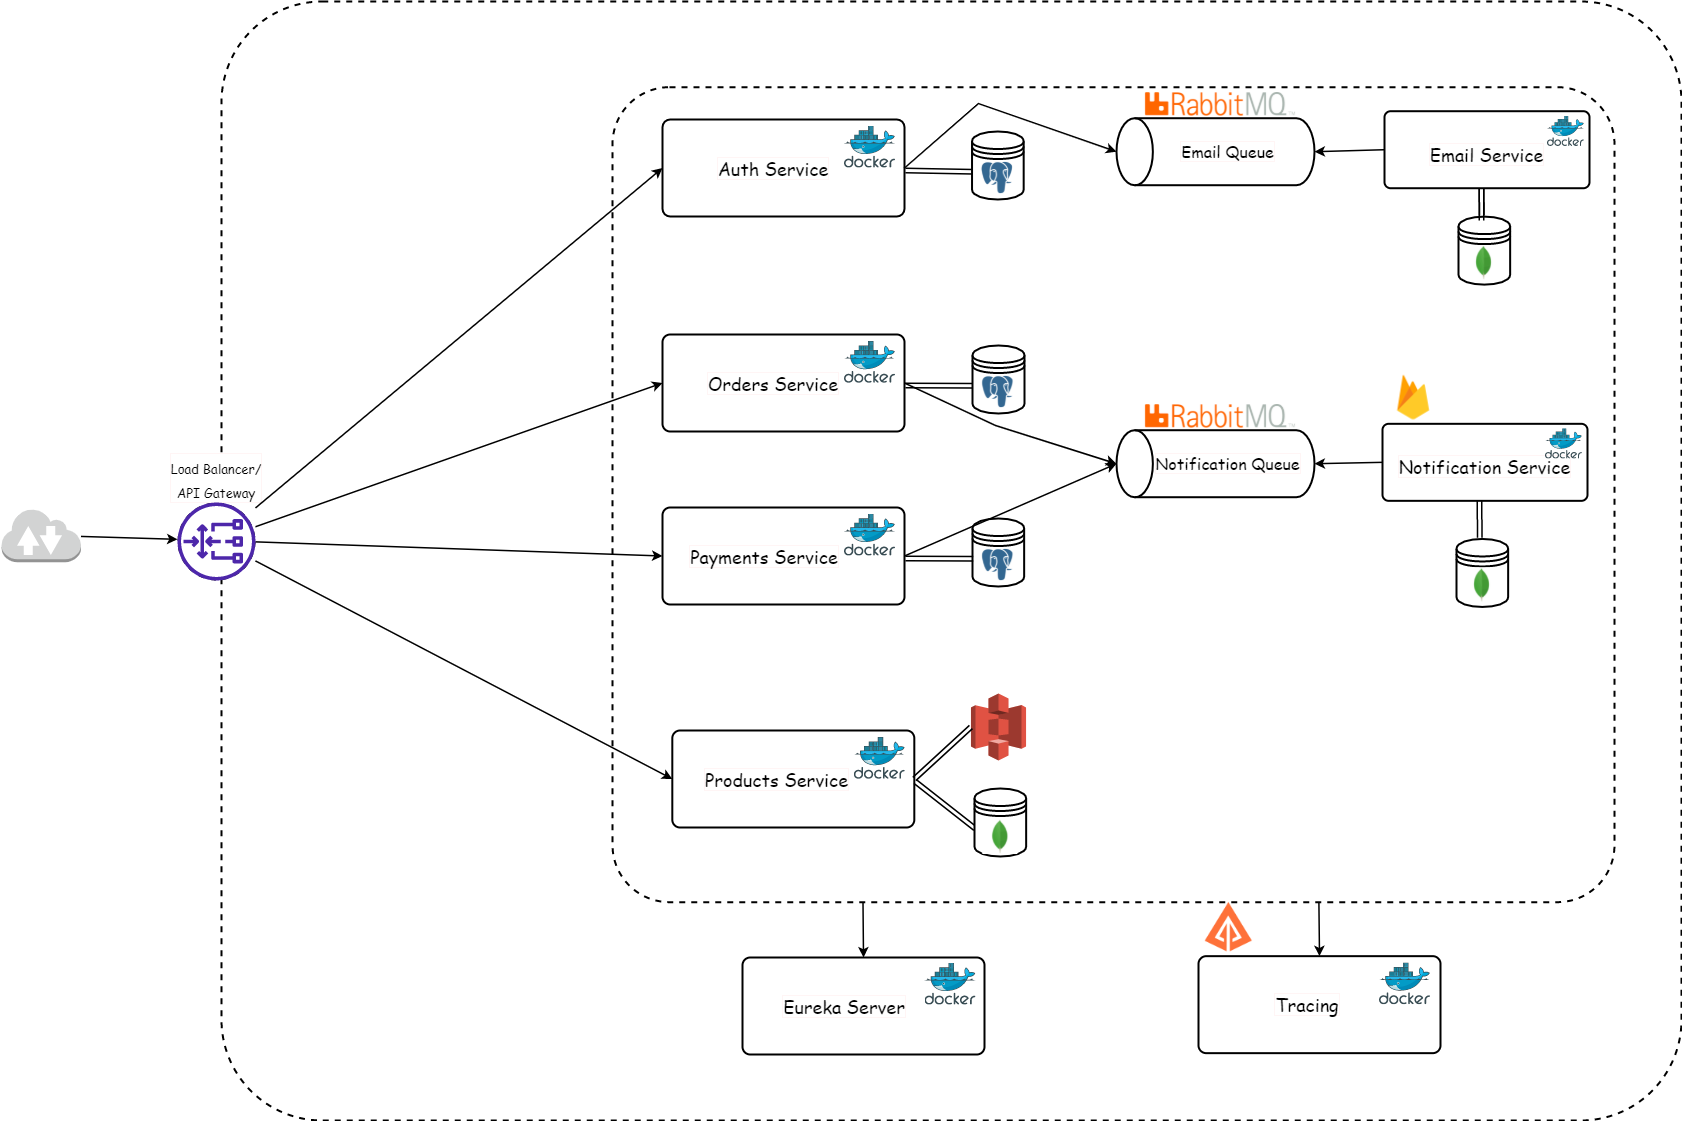 RabbitMQ
Auth Service
docker
Email Queue
Email Service
docker
Orders Service
docker
RabbitMQ
Notification Queue
Notification Service
docker
Load Balancer/
API Gateway
Payments Service
docker
Products Service
docker
Eureka Server
docker
Tracing
docker